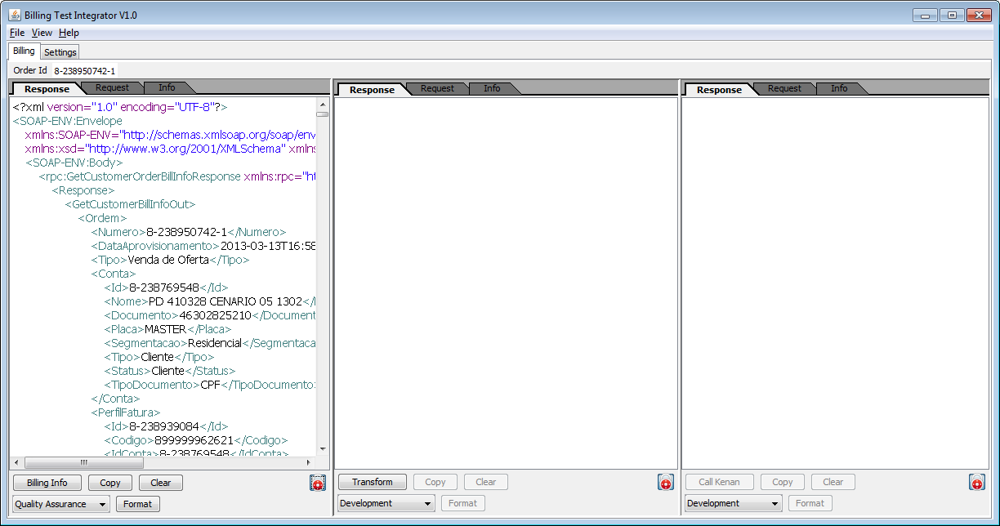 Billing Test Integrator V1.0
File View Help
Billing Settings
Order Id 8-238950742-1
Response Request Info
<?xml version="1.0" encoding="UTF-8"?>
<SOAP-ENV:Envelope
xmlns:SOAP-ENV="http://schemas.xmlsoap.org/soap/env
xmlns:xsd="http://www.w3.org/2001/XMLSchema" xmlns
<SOAP-ENV:Body>
<rpc:GetCustomerOrderBillInfoResponse xmlns:rpc="ht
<Response>
<GetCustomerBillInfoOut>
<Ordem>
<Numero>8-238950742-1</Numero>
<DataAprovisionamento>2013-03-13T16:58
<Tipo>Venda de Oferta</Tipo>
<Conta>
<Id>8-238769548</Id>
<Nome>PD 410328 CENARIO 05 1302</
<Documento>46302825210</Document
<Placa>MASTER</Placa>
<Segmentacao>Residencial</Segmentaca
<Tipo>Cliente</Tipo>
<Status>Cliente</Status>
<TipoDocumento>CPF</TipoDocumento>
</Conta>
<PerfilFatura>
<Id>8-238939084</Id>
<Codigo>899999962621</Codigo>
<IdConta>8-238769548</IdConta>
Billing Info Copy Clear
Quality Assurance Format
Response Request Info
Transform Copy Clear
Development Format
Response Request Info
Call Kenan Copy Clear
Development Format